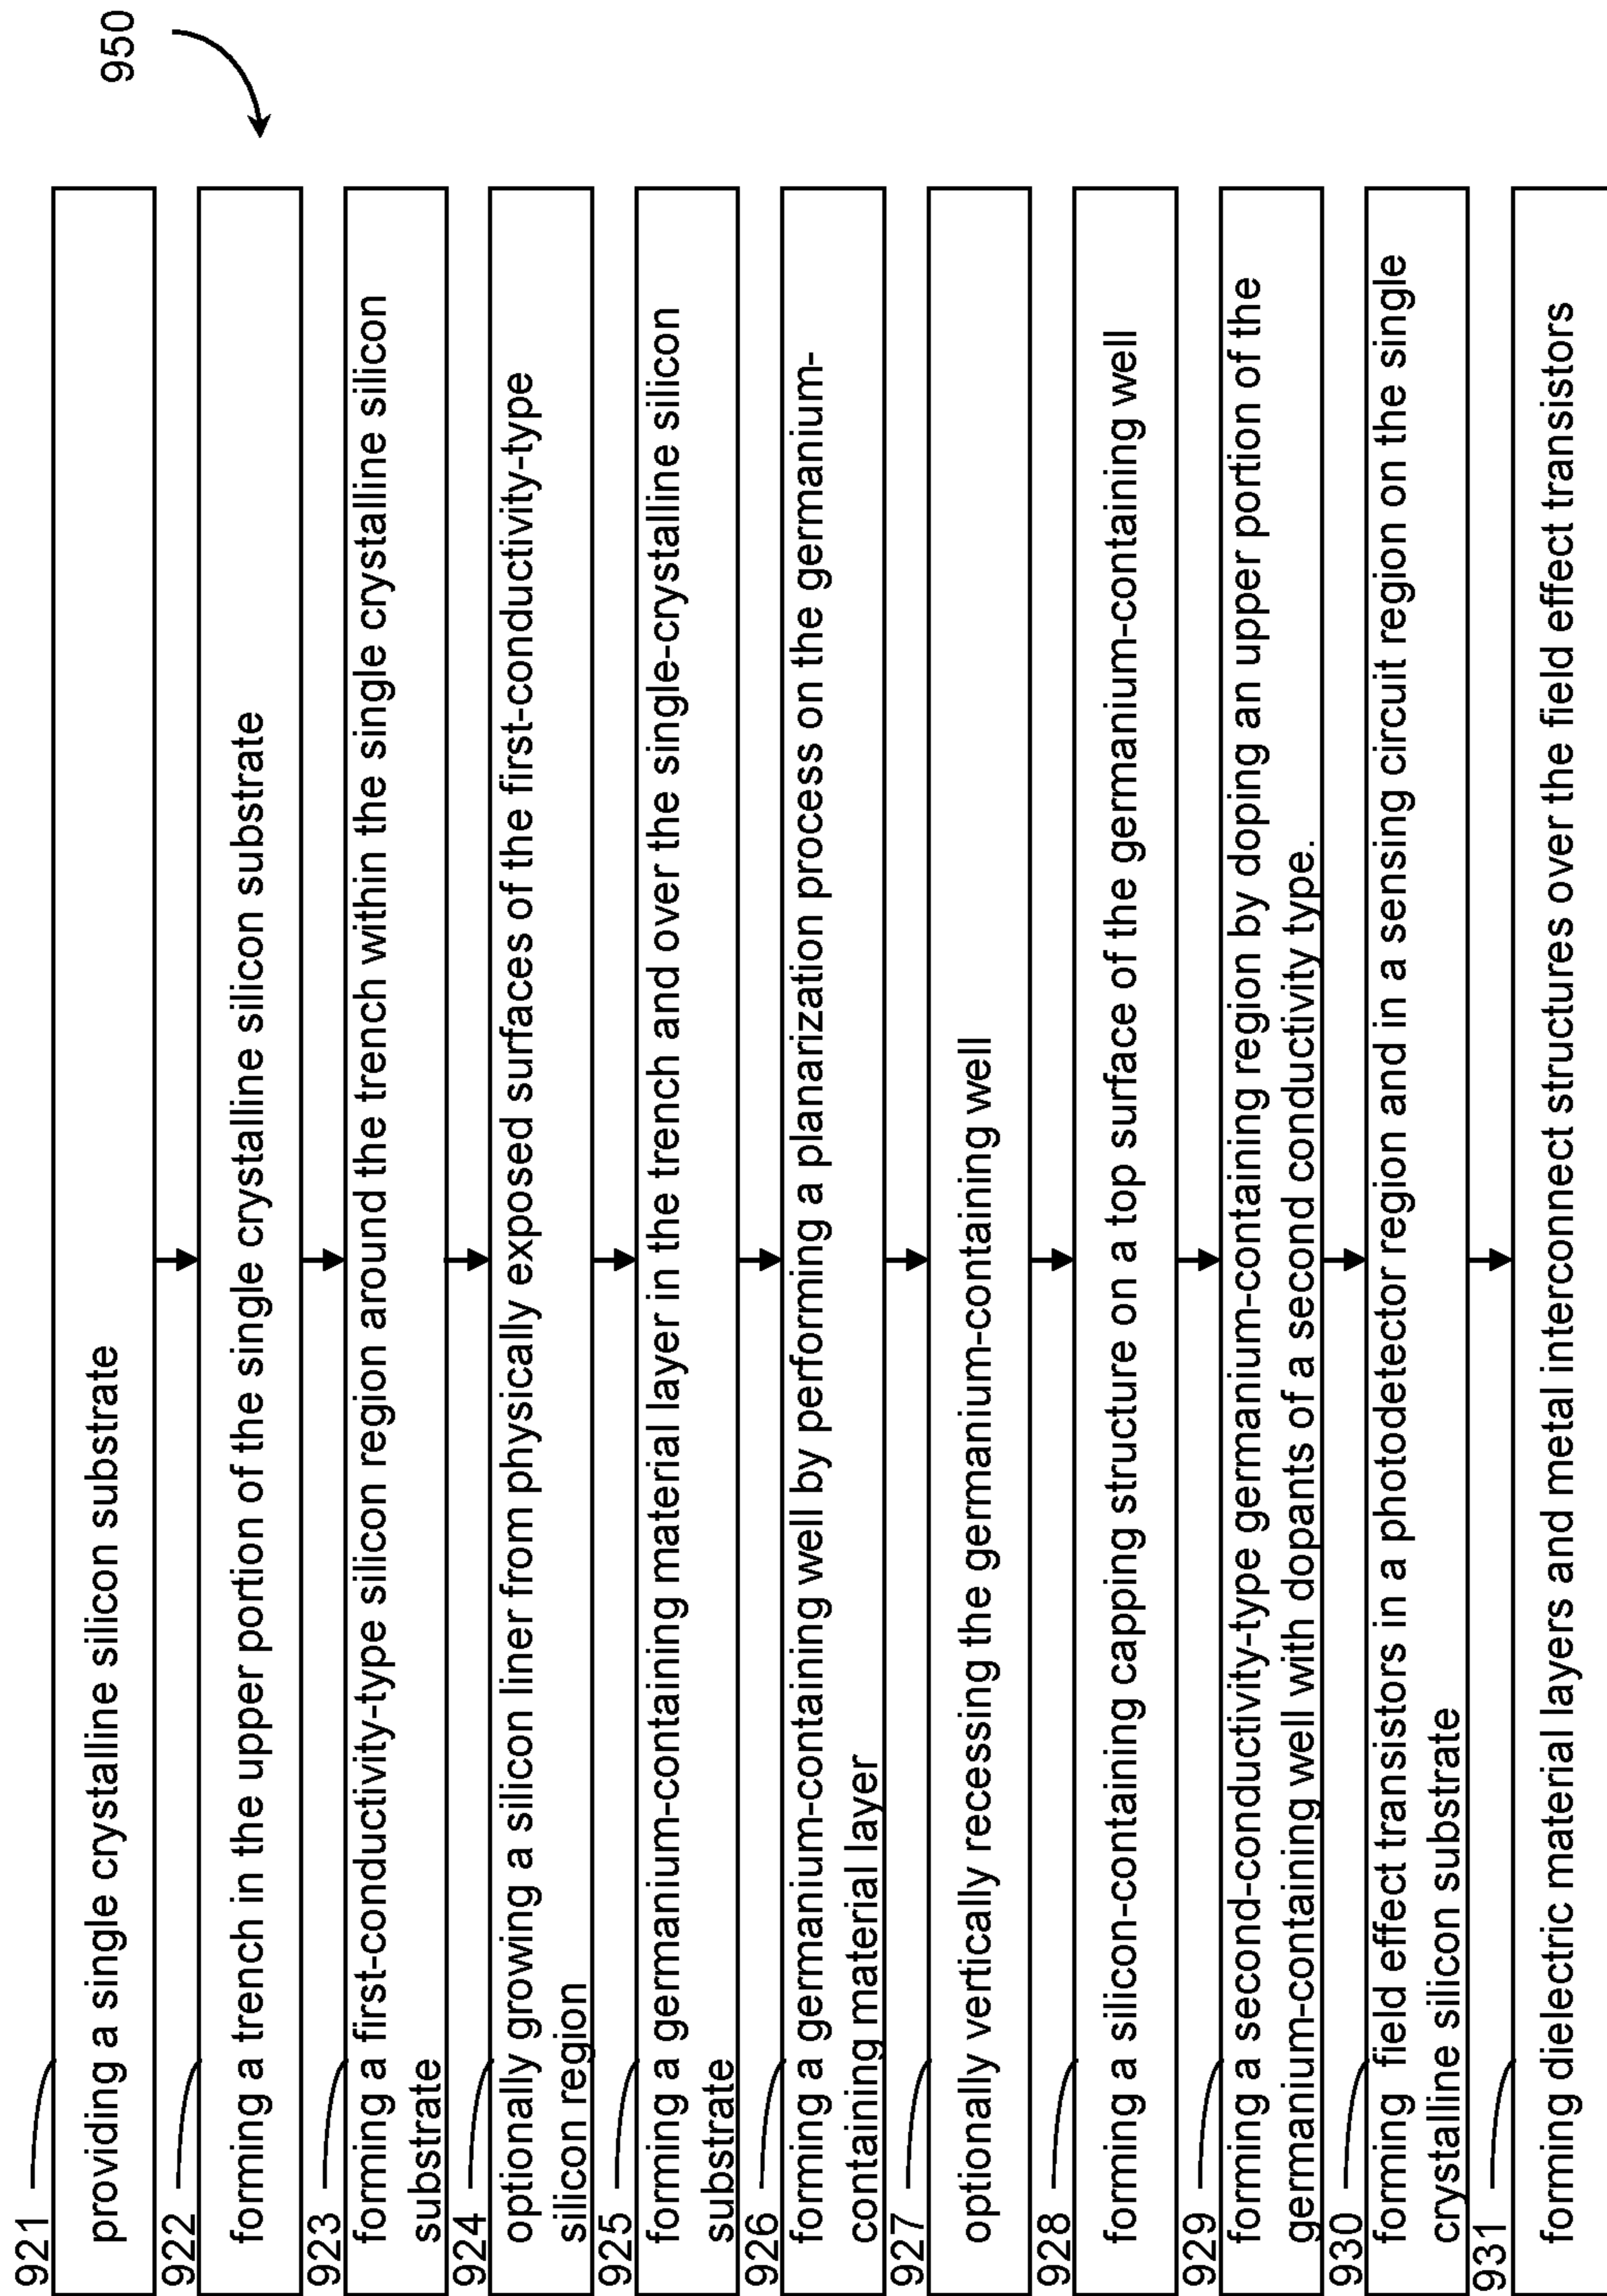 950
921
providing a single crystalline silicon substrate
922
forming a trench in the upper portion of the single crystalline silicon substrate
923
forming a first-conductivity-type silicon region around the trench within the single crystalline silicon
substrate
924
optionally growing a silicon liner from physically exposed surfaces of the first-conductivity-type
silicon region
925
forming a germanium-containing material layer in the trench and over the single-crystalline silicon
substrate
926
forming a germanium-containing well by performing a planarization process on the germanium-
containing material layer
927
optionally vertically recessing the germanium-containing well
928
forming a silicon-containing capping structure on a top surface of the germanium-containing well
929
forming a second-conductivity-type germanium-containing region by doping an upper portion of the
germanium-containing well with dopants of a second conductivity type.
930
forming field effect transistors in a photodetector region and in a sensing circuit region on the single
crystalline silicon substrate
931
forming dielectric material layers and metal interconnect structures over the field effect transistors